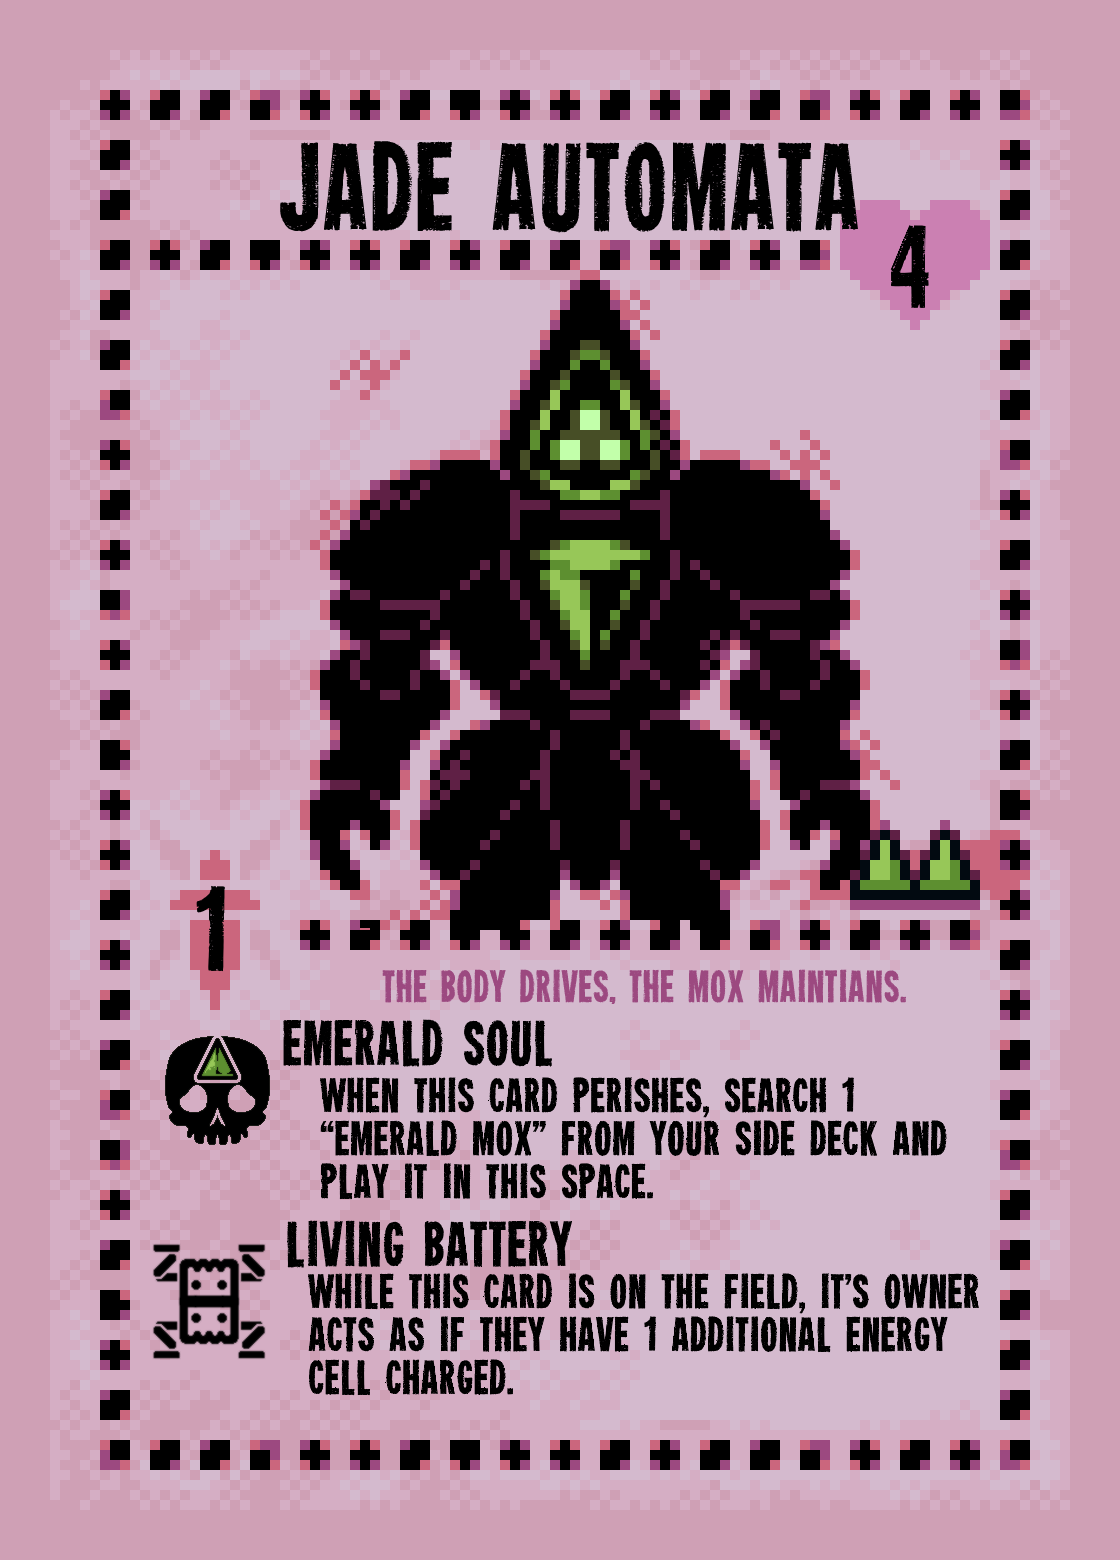 JADE AUTOMATA
4
1
THE BODY DRIVES, THE MOX MAINTIANS.
EMERALD SOUL
WHEN THIS CARD PERISHES, SEARCH 1
“EMERALD MOX” FROM YOUR SIDE DECK AND
PLAY IT IN THIS SPACE.
LIVING BATTERY
WHILE THIS CARD IS ON THE FIELD, IT’S OWNER
ACTS AS IF THEY HAVE 1 ADDITIONAL ENERGY
CELL CHARGED.